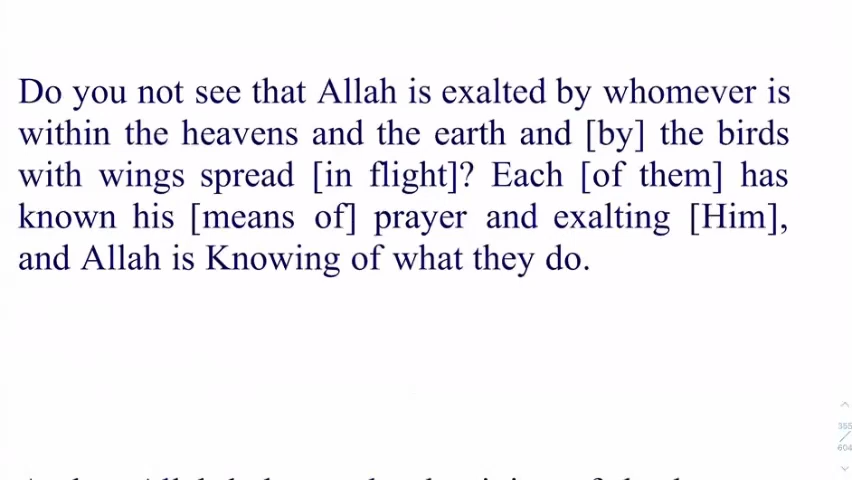 Do you not see that Allah is exalted by whomever is
within the heavens and the earth and [by] the birds
with wings spread [in flight]? Each [of them] has
known his [means of] prayer and exalting [Him],
and Allah is Knowing of what they do.
355
604